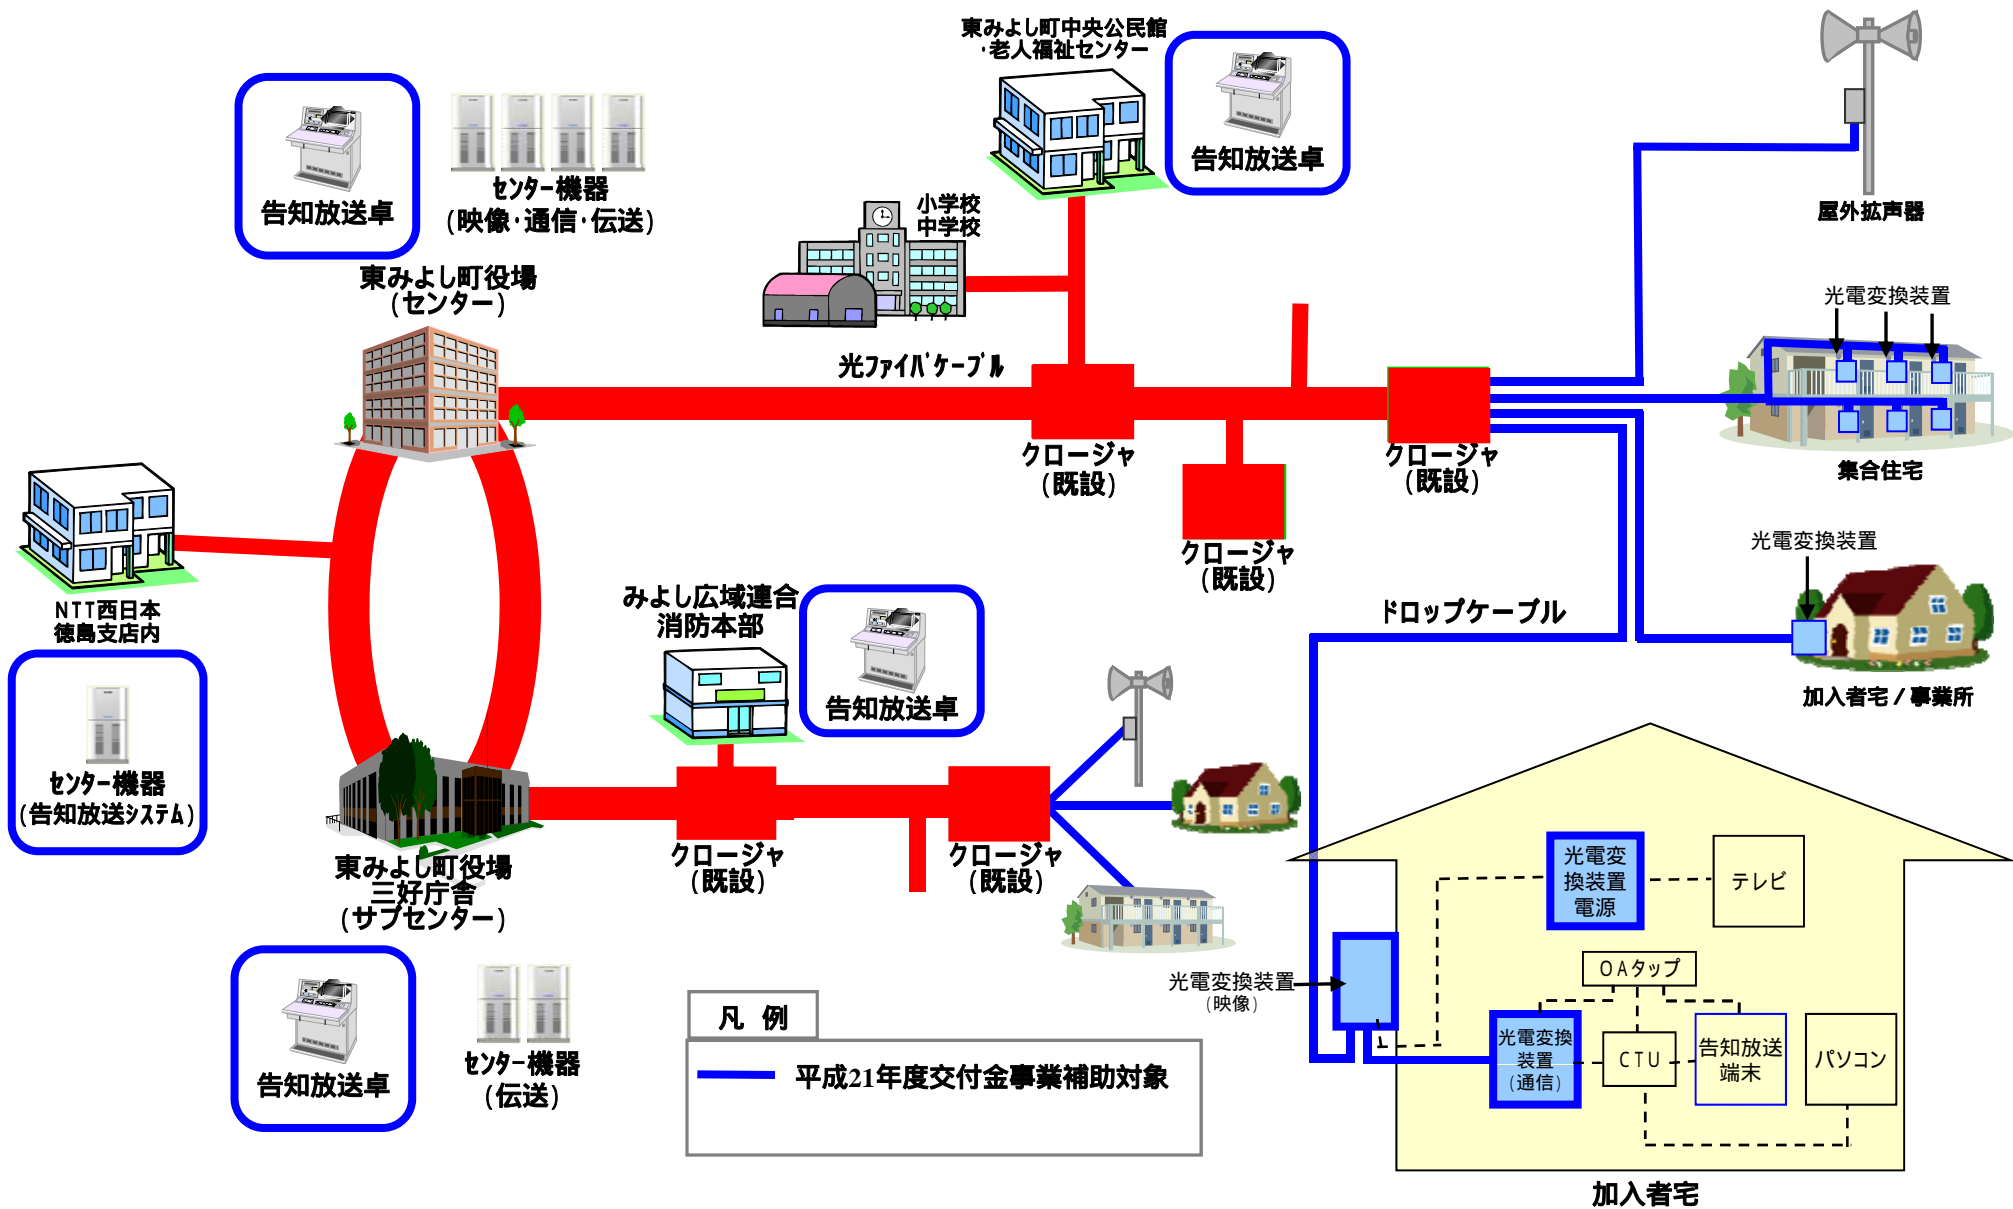 東みよし町中央公民館
・老人福祉センター
告知放送卓
告知放送卓
センター機器
(映像・通信・伝送)
東みよし町役場
(センター)
小学校
中学校
屋外拡声器
光ファイバケーブル
光電変換装置
集合住宅
クロージャ
(既設)
クロージャ
(既設)
クロージャ
(既設)
NTT西日本
徳島支店内
センター機器
(告知放送システム)
みよし広域連合
消防本部
告知放送卓
ドロップケーブル
光電変換装置
加入者宅/事業所
東みよし町役場
三好庁舎
(サブセンター)
クロージャ
(既設)
クロージャ
(既設)
告知放送卓
センター機器
(伝送)
凡 例
平成21年度交付金事業補助対象
光電変
換装置
電源
テレビ
OAタップ
光電変換装置
(映像)
光電変換
装置
(通信)
CTU
告知放送
端末
パソコン
加入者宅